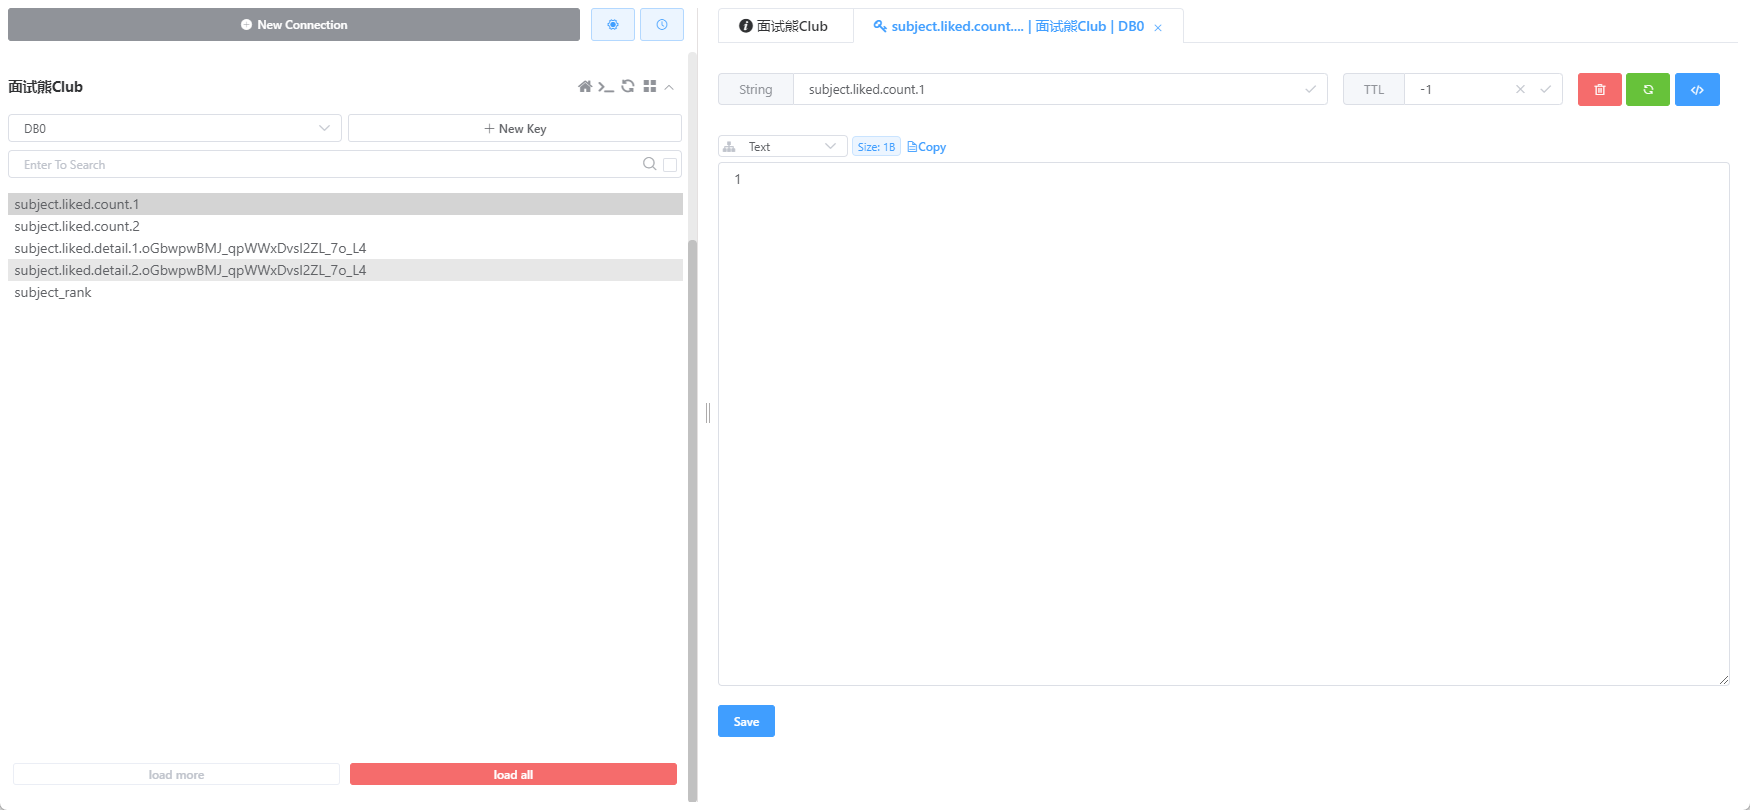 New Connection
面试熊Club
DB0
New Key
Enter To Search
subject.liked.count.1
subject.liked.count.2
subject.liked.detail.1.oGbwpwBMJ_qpWWxDvsI2ZL_7o_L4
subject.liked.detail.2.oGbwpwBMJ_qpWWxDvsI2ZL_7o_L4
subject_rank
load more
load all
面试熊Club
subject.liked.count.... | 面试熊Club | DB0
String
subject.liked.count.1
TTL
-1
Text
Size: 1B
Copy
1
Save